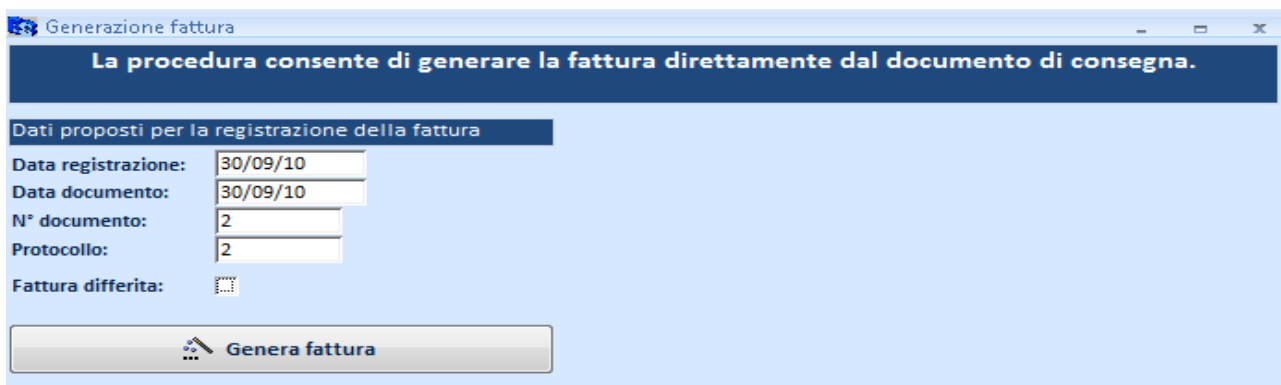 Generazione fattura
La procedura consente di generare la fattura direttamente dal documento di consegna.
Dati proposti per la registrazione della fattura
Data registrazione: 30/09/10
Data documento: 30/09/10
N° documento: 2
Protocollo: 2
Fattura differita:
Genera fattura